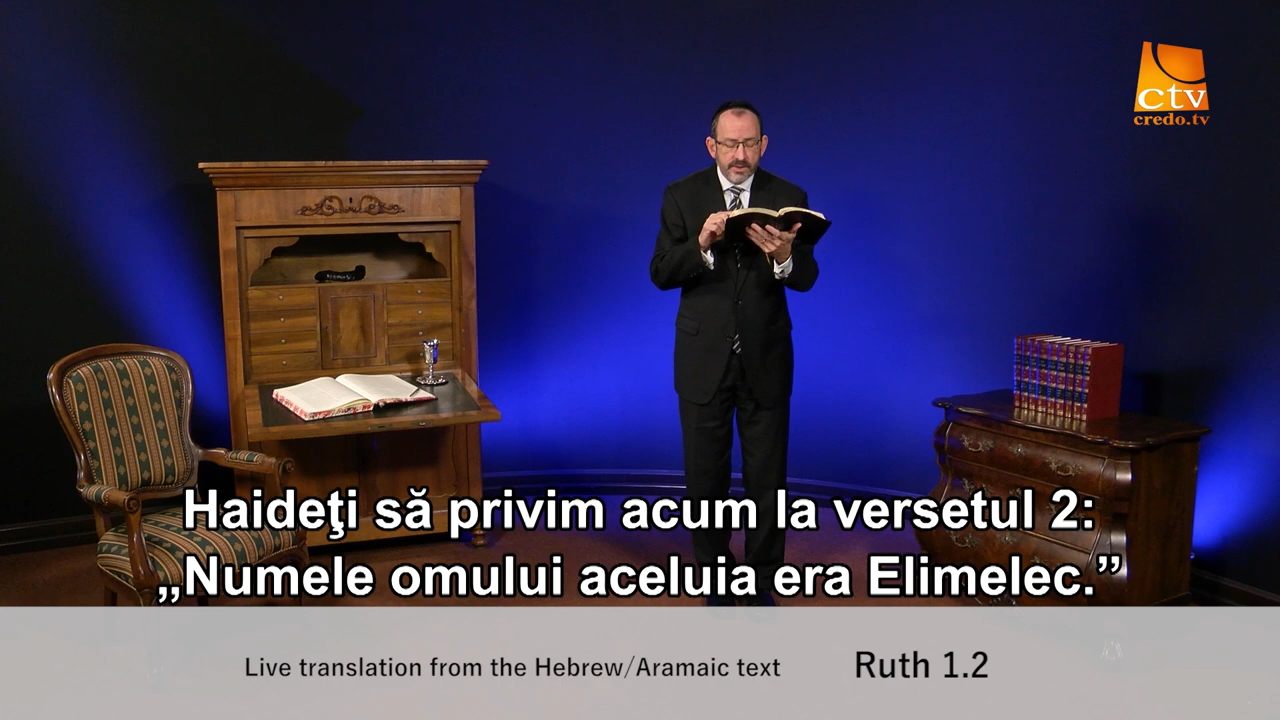 ctv
credo.tv
Haideţi să privim acum la versetul 2:
„Numele omului aceluia era Elimelec.”
Live translation from the Hebrew/Aramaic text
Ruth 1.2